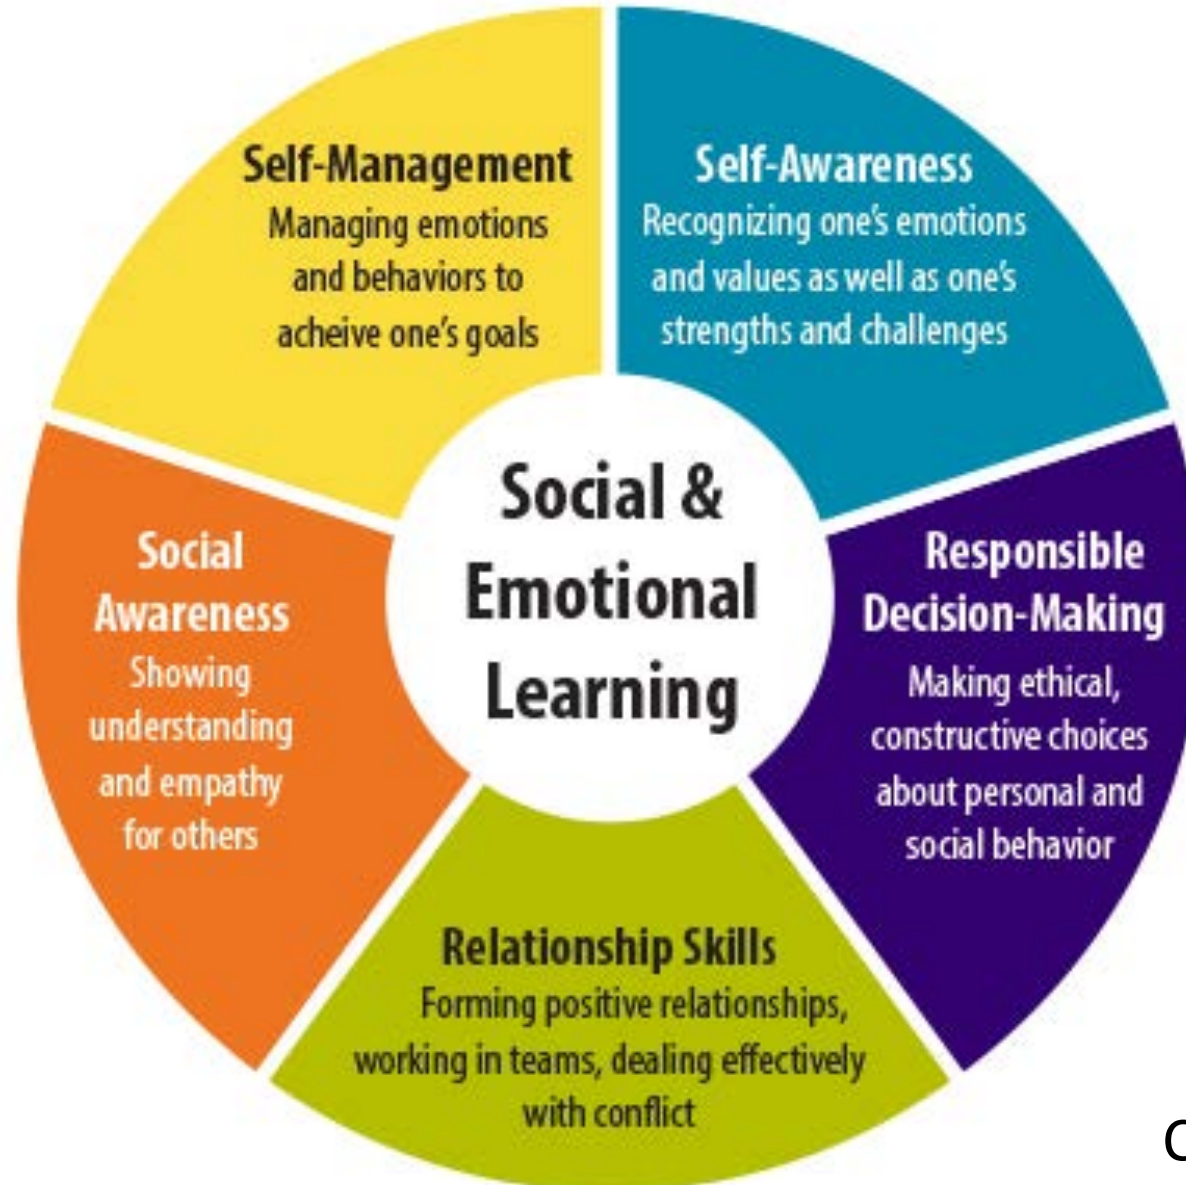 Self-Management
Managing emotions
and behaviors to
acheive one's goals
Self-Awareness
Recognizing one's emotions
and values as well as one's
strengths and challenges
Social &
Emotional
Learning
Social
Awareness
Showing
understanding
and empathy
for others
Responsible
Decision-Making
Making ethical,
constructive choices
about personal and
social behavior
Relationship Skills
Forming positive relationships,
working in teams, dealing effectively
with conflict